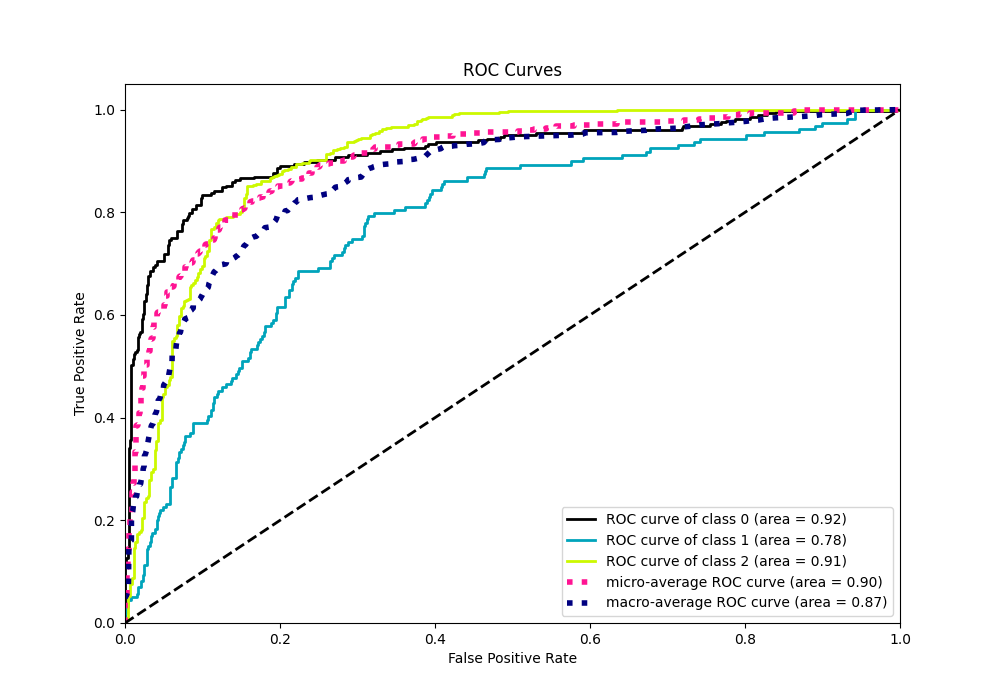 ROC Curves
1.0
0.8
0.6
0.4
0.2
0.0
True Positive Rate
ROC curve of class 0 (area = 0.92)
ROC curve of class 1 (area = 0.78)
ROC curve of class 2 (area = 0.91)
micro-average ROC curve (area = 0.90)
macro-average ROC curve (area = 0.87)
0.0 0.2 0.4 0.6 0.8 1.0
False Positive Rate